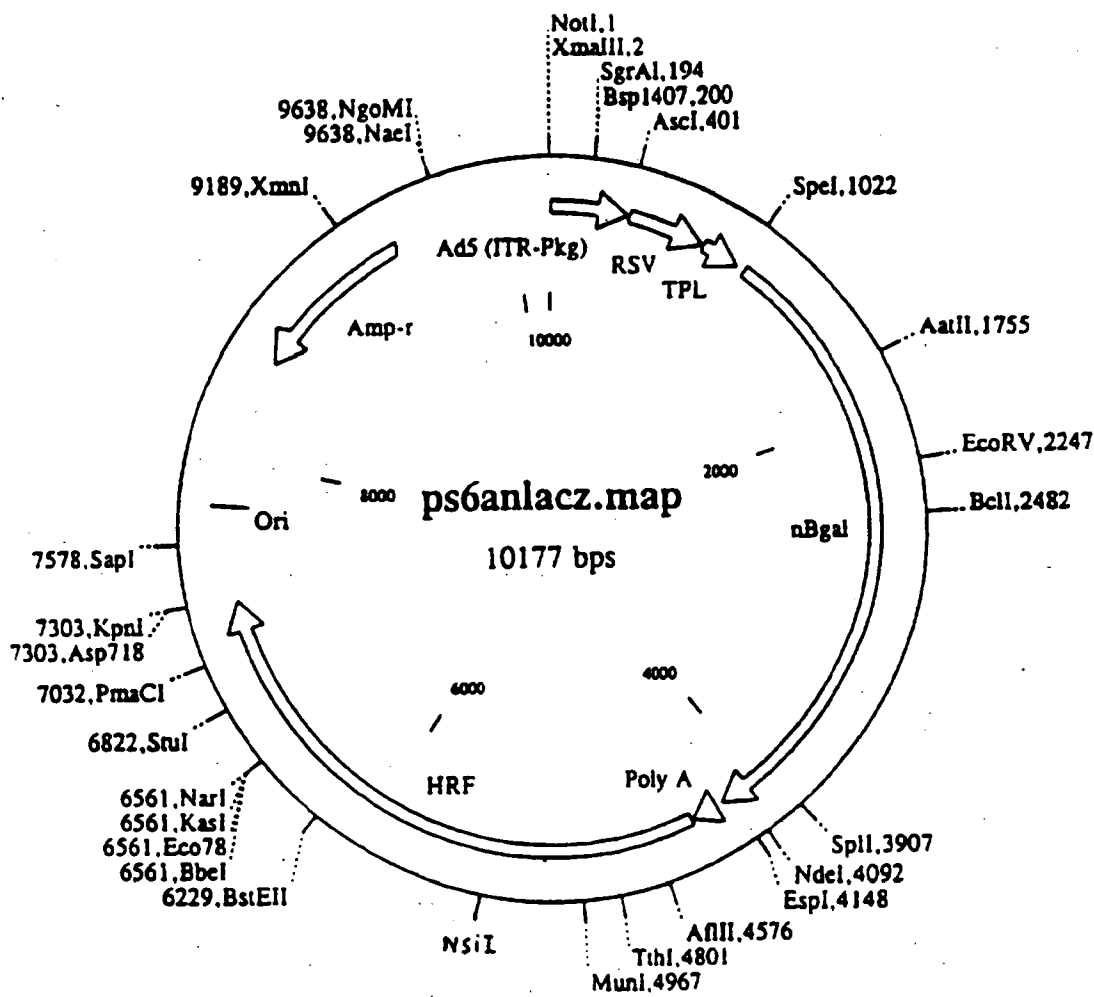 NotI,1
XmaIII,2
SgrAI,194
Bsp1407,200
AscI,401
SpeI,1022
AatII,1755
EcoRV,2247
BclI,2482
SplI,3907
NdeI,4092
EspI,4148
AflII,4576
TthI,4801
MunI,4967
NsiI
6229,BstEII
6561,BbeI
6561,Eco78
6561,KasI
6561,NarI
6822,StuI
7032,PmaCI
7303,Asp718
7303,KpnI
7578,SapI
9189,XmnI
9638,NaeI
9638,NgoMI
Ad5 (ITR-Pkg)
RSV
TPL
nBgal
Poly A
HRF
Ori
Amp-r
10000
2000
4000
6000
8000
ps6anlacz.map
10177 bps